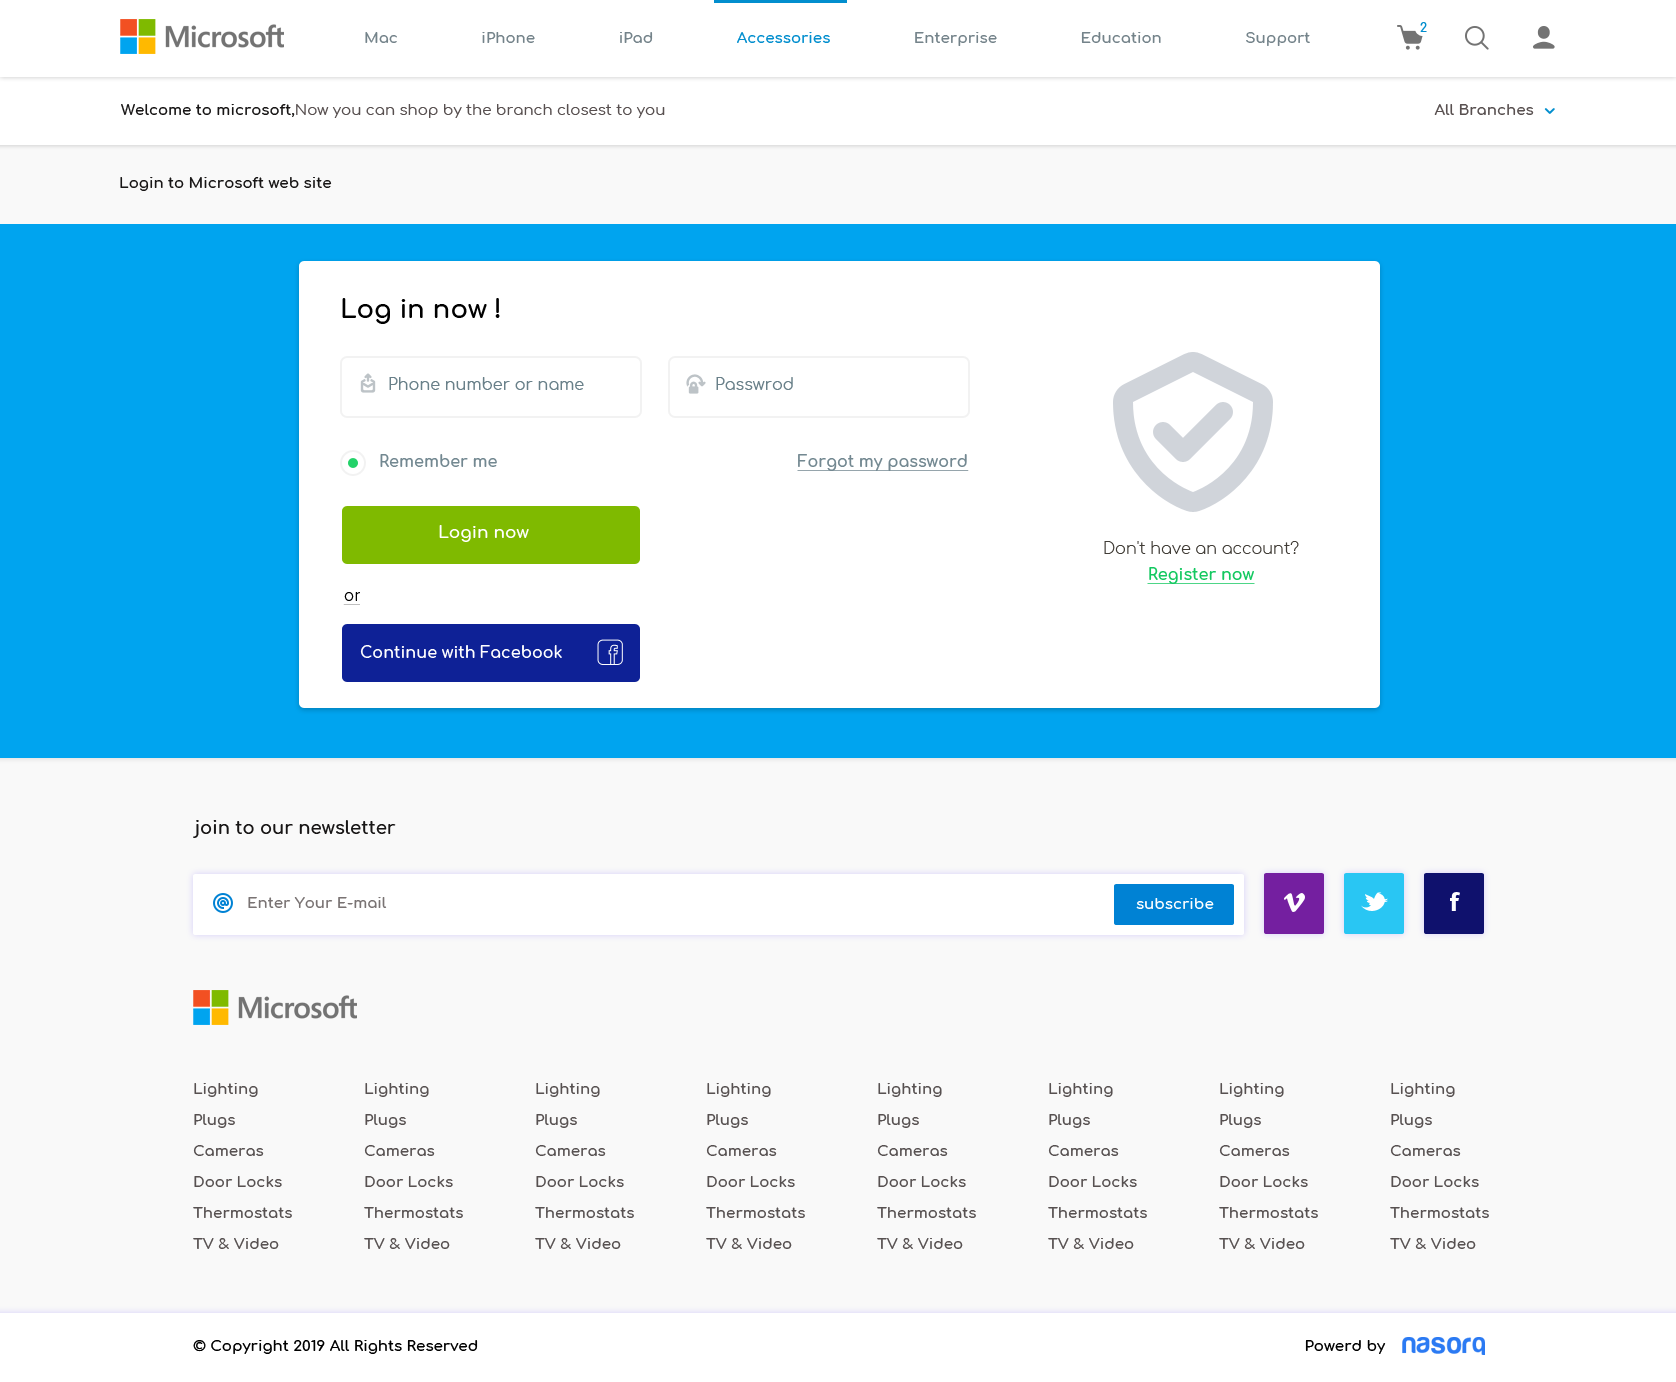 Microsoft Mac iPhone iPad Accessories Enterprise Education Support 2
Welcome to microsoft,Now you can shop by the branch closest to you All Branches
Login to Microsoft web site
Log in now !
Phone number or name Passwrod
Remember me Forgot my password
Login now
Don't have an account?
Register now
or
Continue with Facebook
join to our newsletter
Enter Your E-mail subscribe
Microsoft
Lighting Lighting Lighting Lighting Lighting Lighting Lighting Lighting
Plugs Plugs Plugs Plugs Plugs Plugs Plugs Plugs
Cameras Cameras Cameras Cameras Cameras Cameras Cameras Cameras
Door Locks Door Locks Door Locks Door Locks Door Locks Door Locks Door Locks Door Locks
Thermostats Thermostats Thermostats Thermostats Thermostats Thermostats Thermostats Thermostats
TV & Video TV & Video TV & Video TV & Video TV & Video TV & Video TV & Video TV & Video
© Copyright 2019 All Rights Reserved Powerd by nasorq